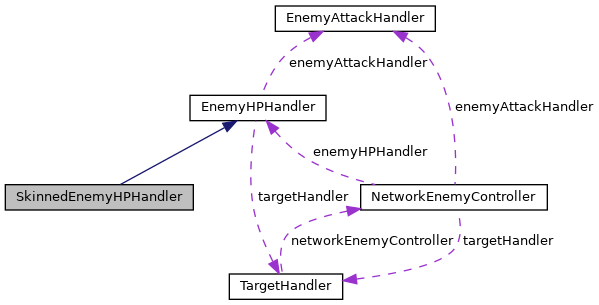 EnemyAttackHandler
enemyAttackHandler
EnemyHPHandler
enemyAttackHandler
enemyHPHandler
SkinnedEnemyHPHandler
targetHandler
NetworkEnemyController
networkEnemyController
targetHandler
TargetHandler